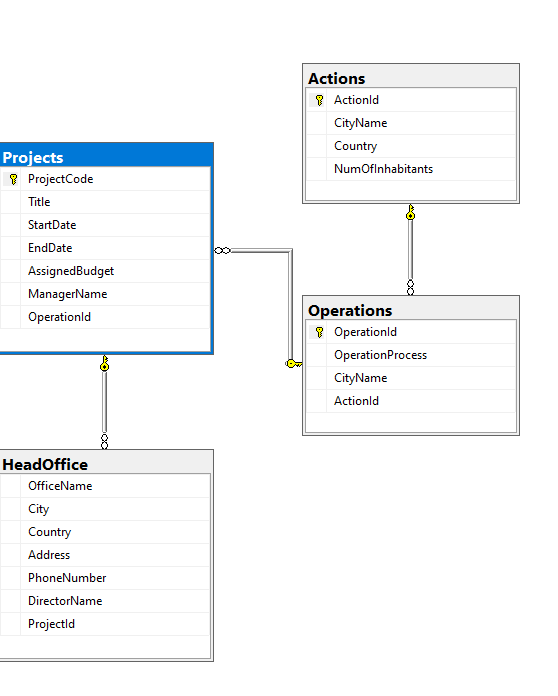 Actions
ActionId
CityName
Country
NumOfInhabitants
Projects
ProjectCode
Title
StartDate
EndDate
AssignedBudget
ManagerName
OperationId
Operations
OperationId
OperationProcess
CityName
ActionId
HeadOffice
OfficeName
City
Country
Address
PhoneNumber
DirectorName
ProjectId